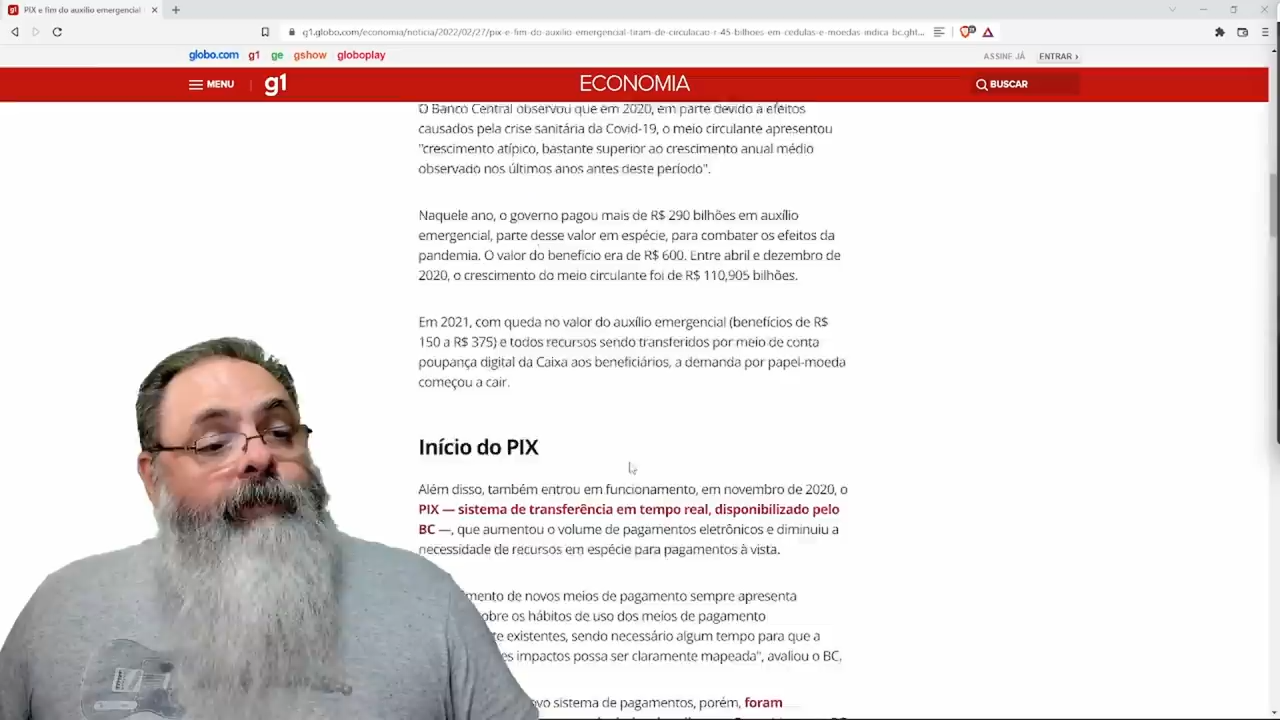 g1 PIX e fim do auxílio emergencial
g1.globo.com/economia/noticia/2022/02/27/pix-e-fim-do-auxilio-emergencial-tiram-de-circulacao-r-45-bilhoes-em-cedulas-e-moedas-indica-bc.ght...
globo.com g1 ge gshow globoplay ASSINE JÁ ENTRAR ›
MENU g1 ECONOMIA BUSCAR
O Banco Central observou que em 2020, em parte devido a efeitos
causados pela crise sanitária da Covid-19, o meio circulante apresentou
"crescimento atípico, bastante superior ao crescimento anual médio
observado nos últimos anos antes deste período".
Naquele ano, o governo pagou mais de R$ 290 bilhões em auxílio
emergencial, parte desse valor em espécie, para combater os efeitos da
pandemia. O valor do benefício era de R$ 600. Entre abril e dezembro de
2020, o crescimento do meio circulante foi de R$ 110,905 bilhões.
Em 2021, com queda no valor do auxílio emergencial (benefícios de R$
150 a R$ 375) e todos recursos sendo transferidos por meio de conta
poupança digital da Caixa aos beneficiários, a demanda por papel-moeda
começou a cair.
Início do PIX
Além disso, também entrou em funcionamento, em novembro de 2020, o
PIX — sistema de transferência em tempo real, disponibilizado pelo
BC —, que aumentou o volume de pagamentos eletrônicos e diminuiu a
necessidade de recursos em espécie para pagamentos à vista.
mento de novos meios de pagamento sempre apresenta
obre os hábitos de uso dos meios de pagamento
te existentes, sendo necessário algum tempo para que a
es impactos possa ser claramente mapeada", avaliou o BC.
ovo sistema de pagamentos, porém, foram